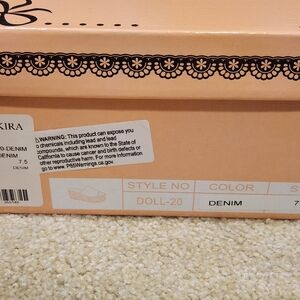 KIRA
0-DENIM
DENIM
7.5
DENIM
WARNING: This product can expose you
o chemicals including lead and lead
compounds, which are known to the State of
California to cause cancer and birth defects or
other reproductive harm. For more information
go to www.P65Warnings.ca.gov.
STYLE NO
COLOR
S
DOLL-20
DENIM
7